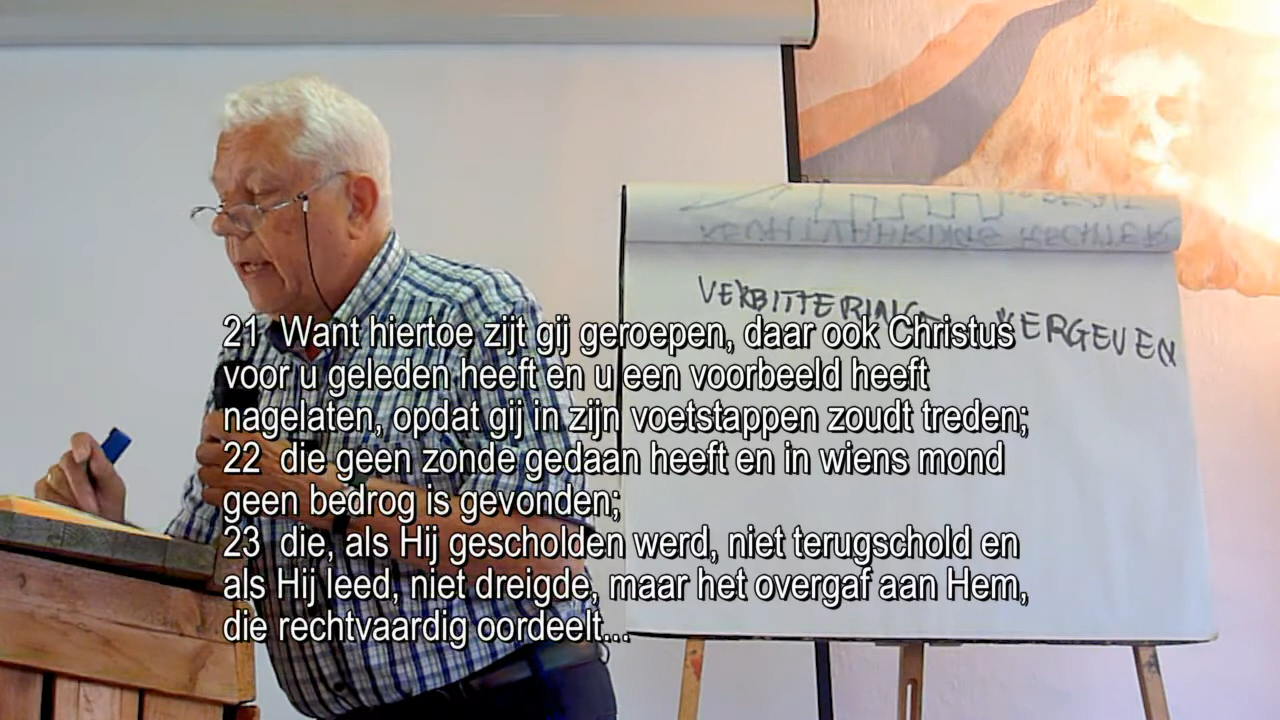 VERBITTERING VERGEVEN
21 Want hiertoe zijt gij geroepen, daar ook Christus
voor u geleden heeft en u een voorbeeld heeft
nagelaten, opdat gij in zijn voetstappen zoudt treden;
22 die geen zonde gedaan heeft en in wiens mond
geen bedrog is gevonden;
23 die, als Hij gescholden werd, niet terugschold en
als Hij leed, niet dreigde, maar het overgaf aan Hem,
die rechtvaardig oordeelt...